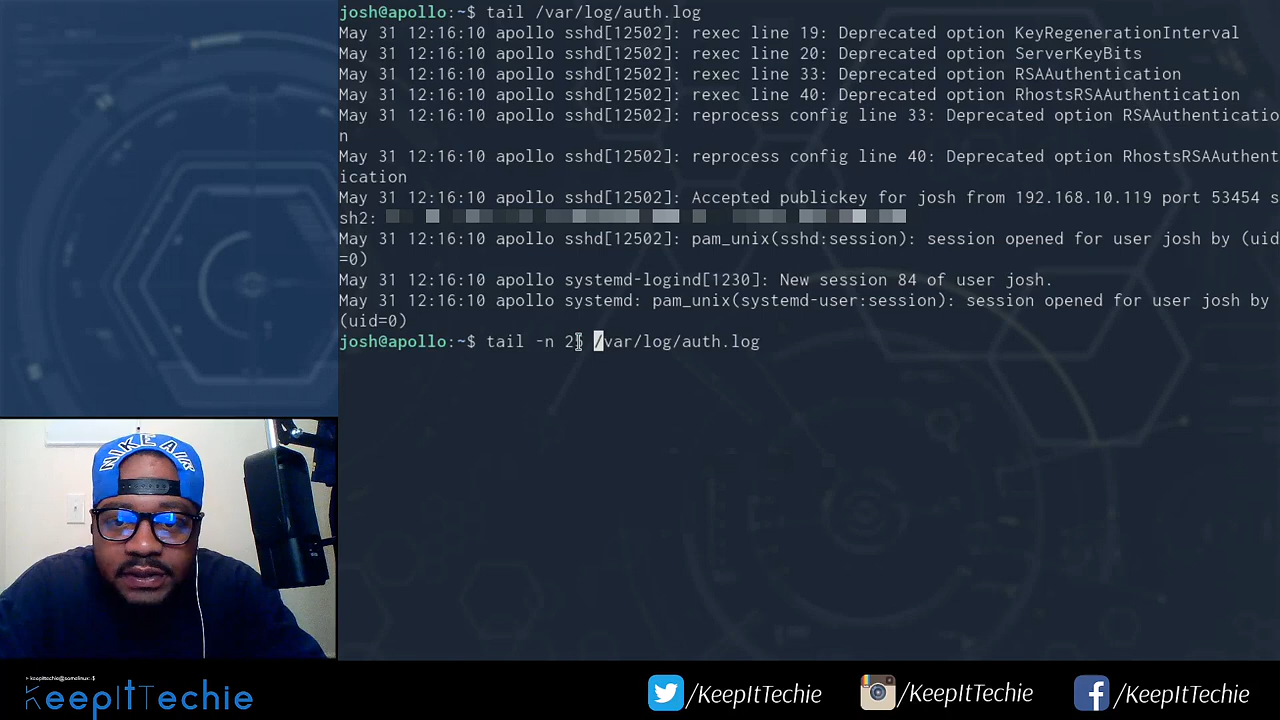 josh@apollo:~$ tail /var/log/auth.log
May 31 12:16:10 apollo sshd[12502]: rexec line 19: Deprecated option KeyRegenerationInterval
May 31 12:16:10 apollo sshd[12502]: rexec line 20: Deprecated option ServerKeyBits
May 31 12:16:10 apollo sshd[12502]: rexec line 33: Deprecated option RSAAuthentication
May 31 12:16:10 apollo sshd[12502]: rexec line 40: Deprecated option RhostsRSAAuthentication
May 31 12:16:10 apollo sshd[12502]: reprocess config line 33: Deprecated option RSAAuthenticatio
n
May 31 12:16:10 apollo sshd[12502]: reprocess config line 40: Deprecated option RhostsRSAAuthent
ication
May 31 12:16:10 apollo sshd[12502]: Accepted publickey for josh from 192.168.10.119 port 53454 s
sh2:
May 31 12:16:10 apollo sshd[12502]: pam_unix(sshd:session): session opened for user josh by (uid
=0)
May 31 12:16:10 apollo systemd-logind[1230]: New session 84 of user josh.
May 31 12:16:10 apollo systemd: pam_unix(systemd-user:session): session opened for user josh by
(uid=0)
josh@apollo:~$ tail -n /var/log/auth.log
NIKE AIR
keepittechie@somelinux:~$
KeepItTechie
/KeepItTechie
/KeepItTechie
/KeepItTechie